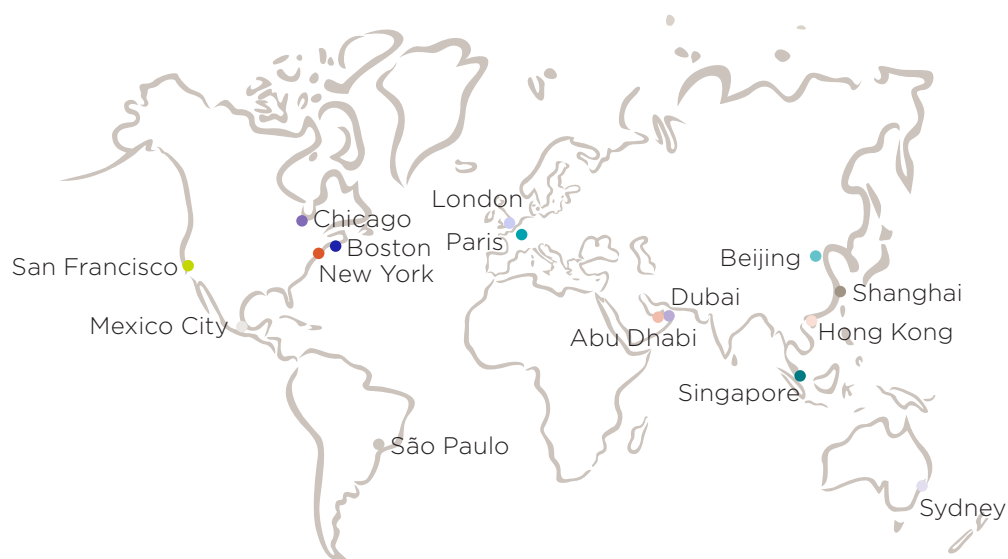 London
Chicago
Paris
Boston
Beijing
San Francisco
New York
Shanghai
Dubai
Mexico City
Abu Dhabi
Hong Kong
Singapore
São Paulo
Sydney